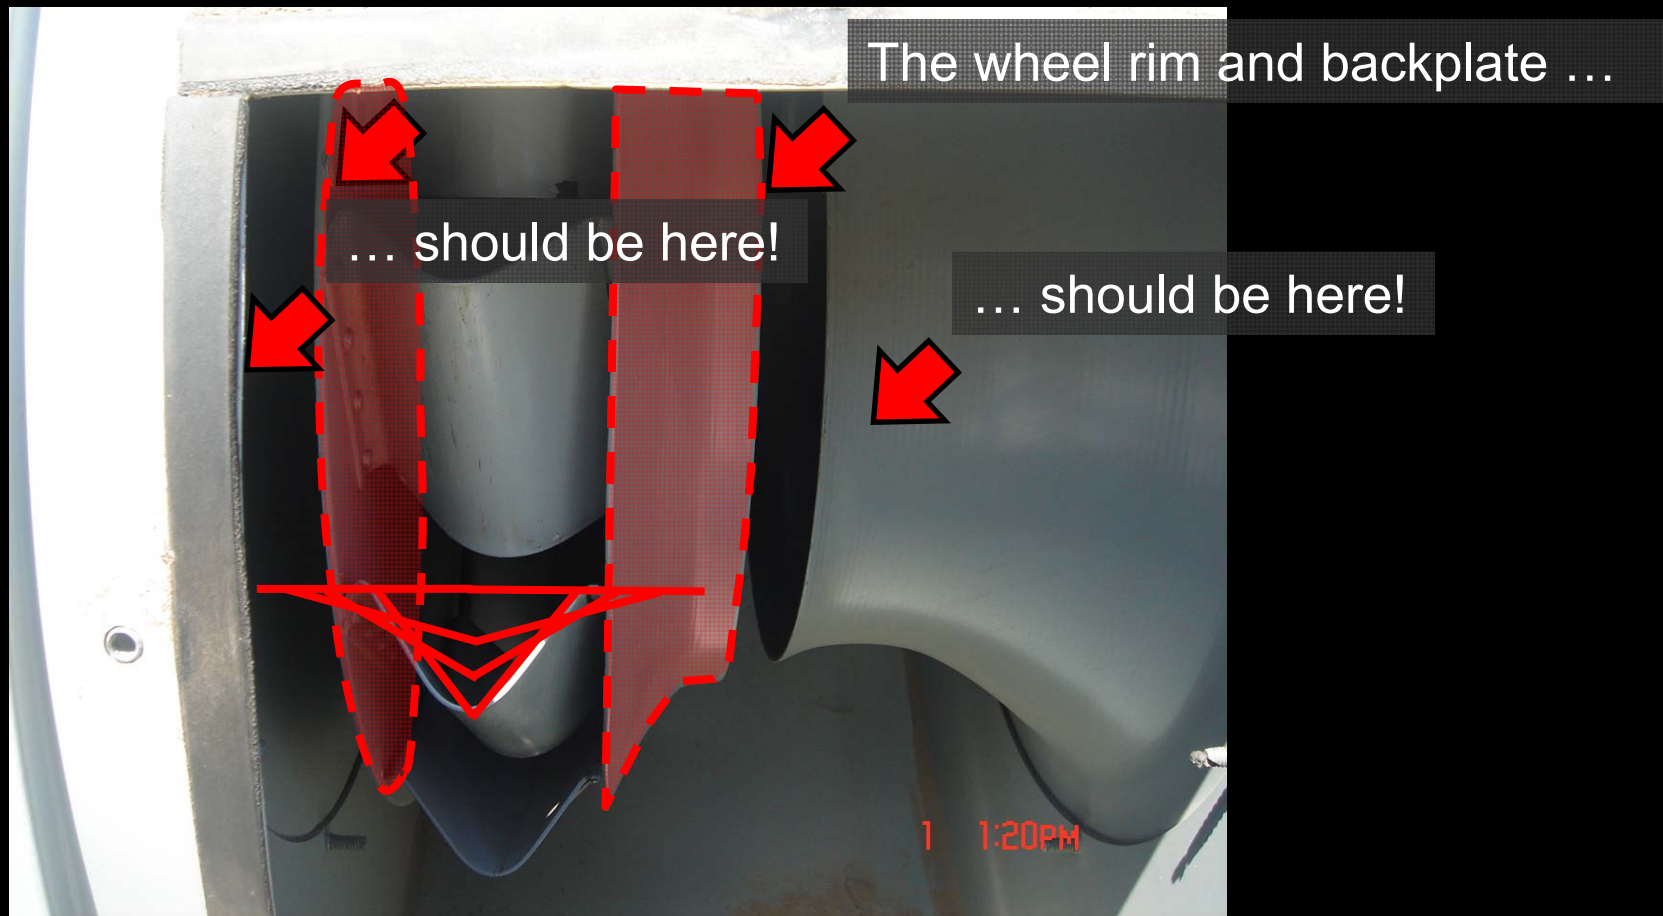 The wheel rim and backplate …
… should be here!
… should be here!
1 1:20PM